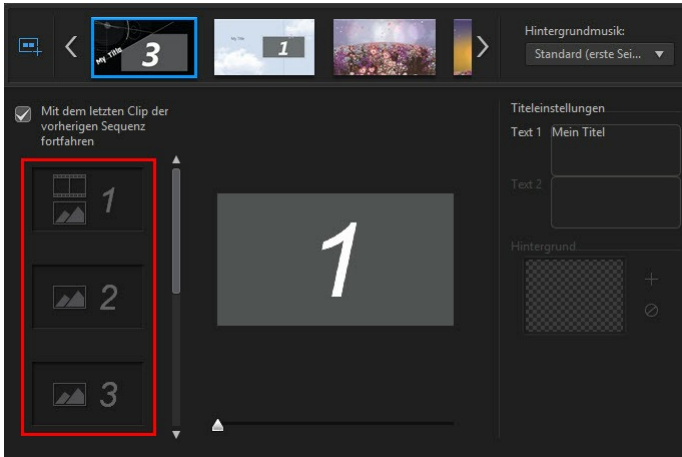 Hintergrundmusik:
Standard (erste Sei...
My Title
3
My Title
1
Mit dem letzten Clip der
vorherigen Sequenz
fortfahren
1
2
3
1
Titeleinstellungen
Text 1
Mein Titel
Text 2
Hintergrund